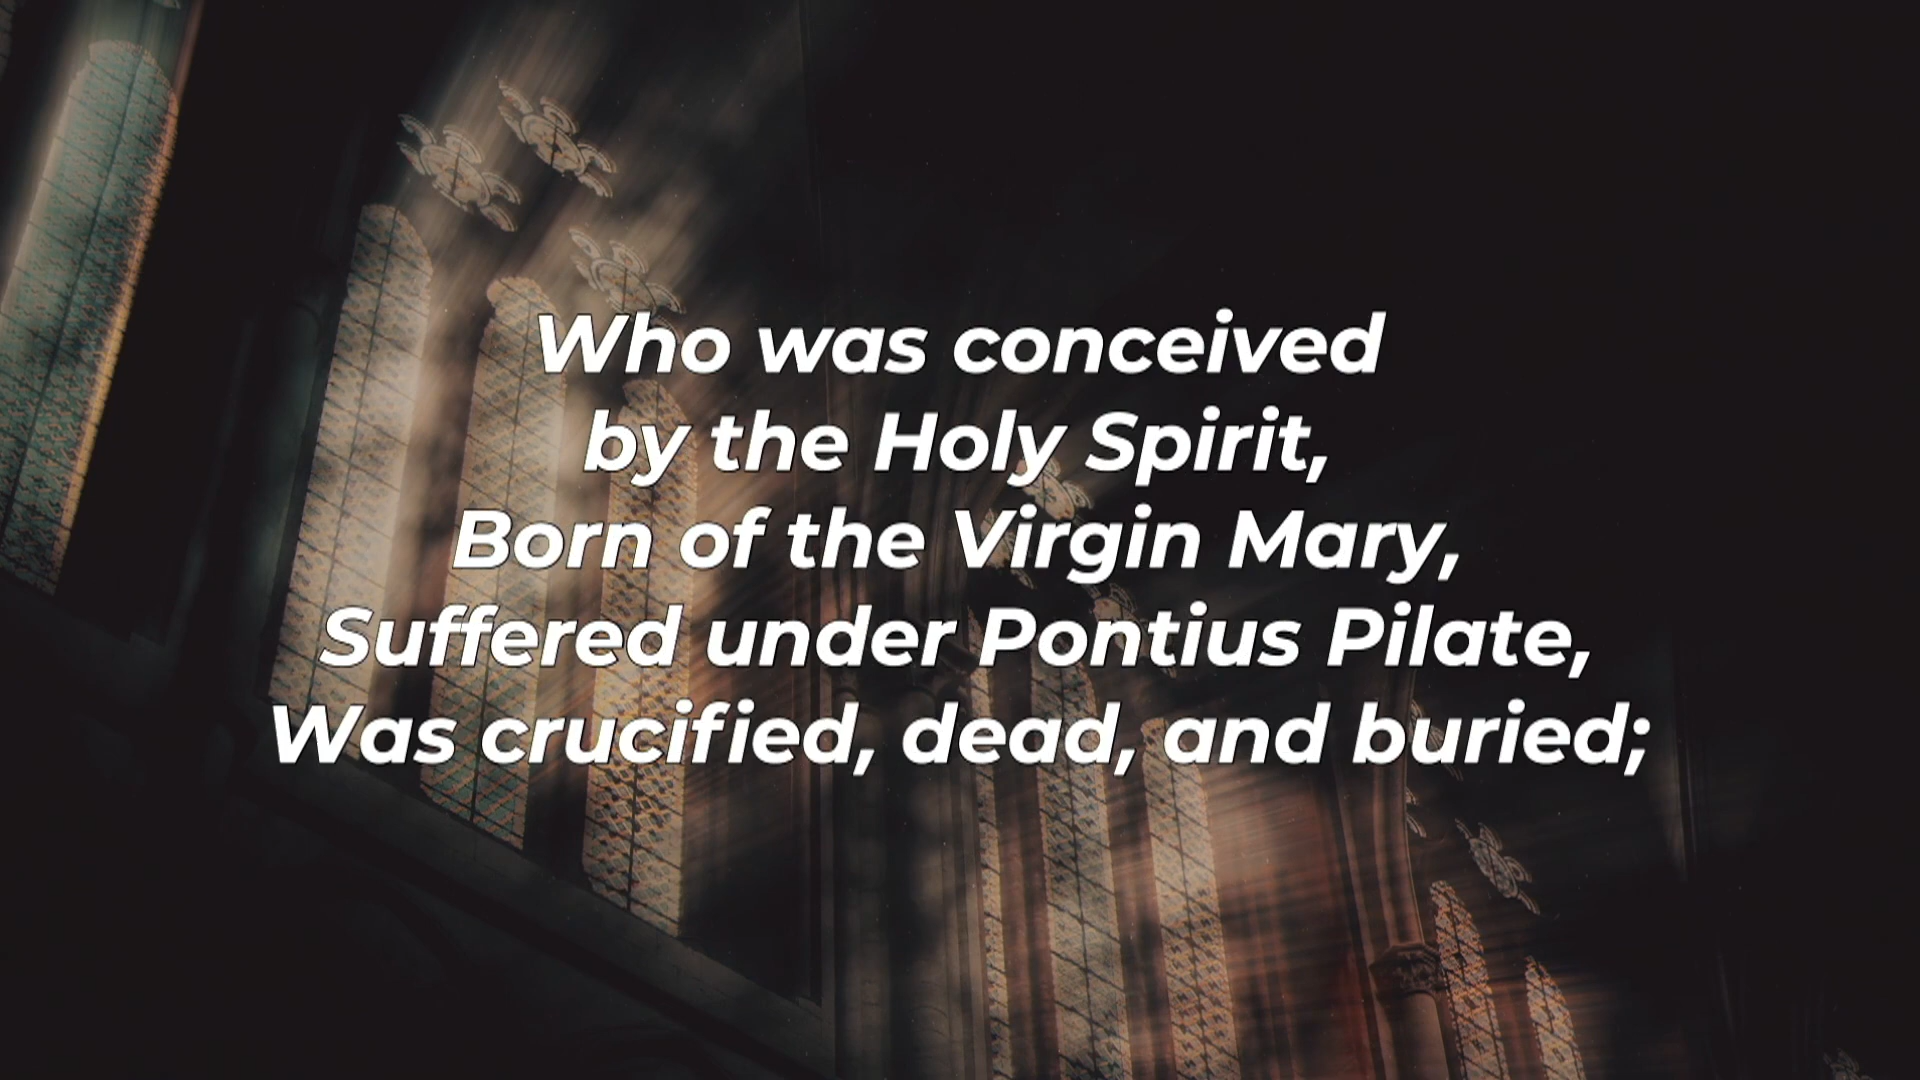 Who was conceived
by the Holy Spirit,
Born of the Virgin Mary,
Suffered under Pontius Pilate,
Was crucified, dead, and buried;